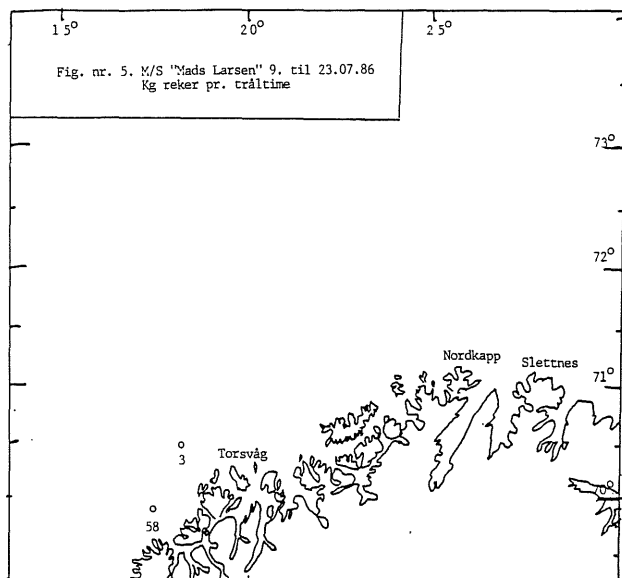 15° 20° 25°
Fig. nr. 5. M/S "Mads Larsen" 9. til 23.07.86
Kg reker pr. tråltime
73°
72°
Nordkapp Slettnes
71°
3
Torsvåg
58